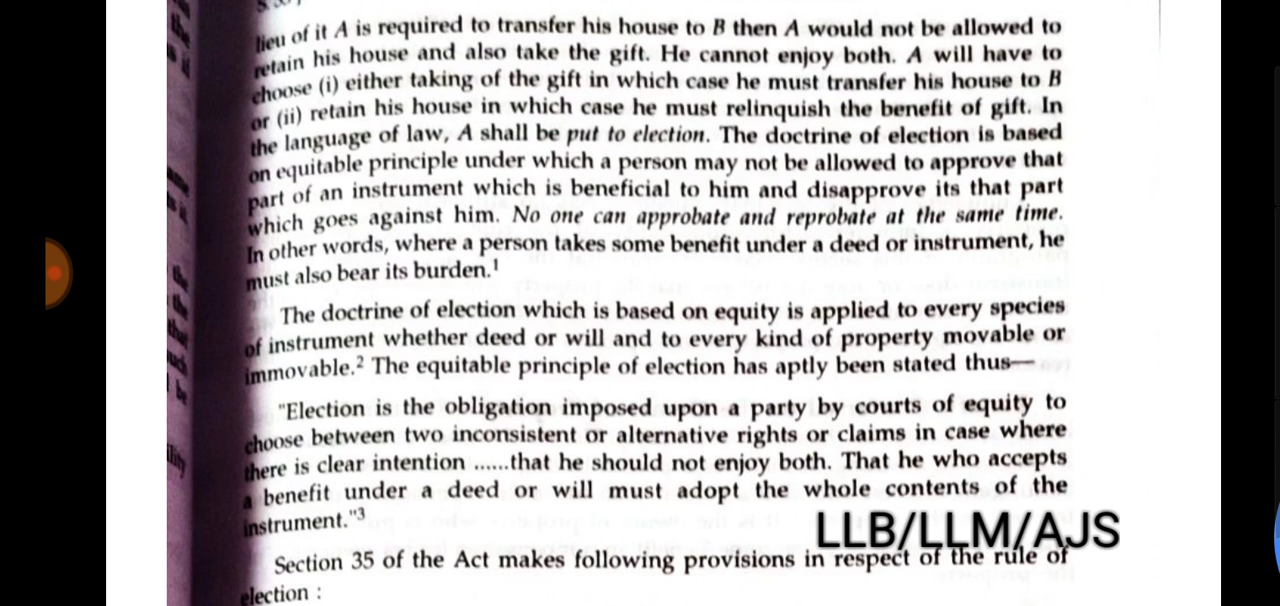 lieu of it A is required to transfer his house to B then A would not be allowed to
retain his house and also take the gift. He cannot enjoy both. A will have to
choose (i) either taking of the gift in which case he must transfer his house to B
or (ii) retain his house in which case he must relinquish the benefit of gift. In
the language of law, A shall be put to election. The doctrine of election is based
on equitable principle under which a person may not be allowed to approve that
part of an instrument which is beneficial to him and disapprove its that part
which goes against him. No one can approbate and reprobate at the same time.
In other words, where a person takes some benefit under a deed or instrument, he
must also bear its burden.1
The doctrine of election which is based on equity is applied to every species
of instrument whether deed or will and to every kind of property movable or
immovable.2 The equitable principle of election has aptly been stated thus—
"Election is the obligation imposed upon a party by courts of equity to
choose between two inconsistent or alternative rights or claims in case where
there is clear intention ......that he should not enjoy both. That he who accepts
a benefit under a deed or will must adopt the whole contents of the
instrument."3
LLB/LLM/AJS
Section 35 of the Act makes following provisions in respect of the rule of
election :